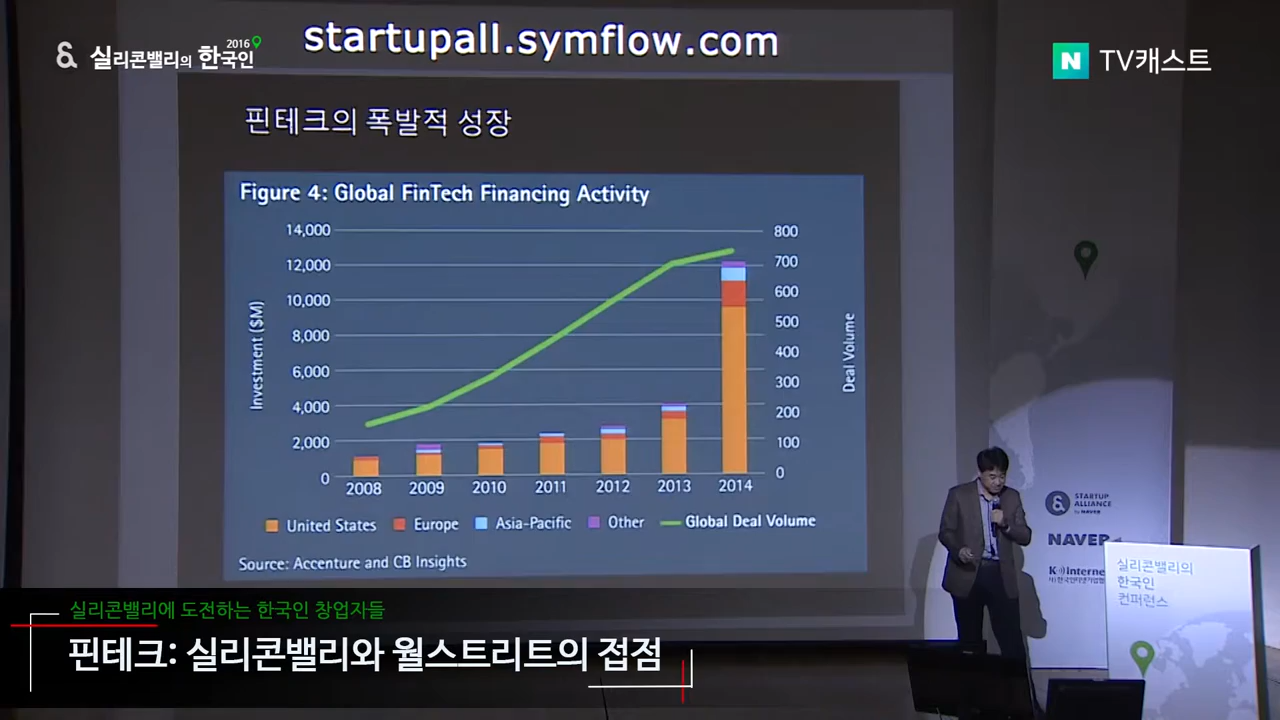 startupall.symflow.com
& 실리콘밸리의 한국인 2016
N TV캐스트
핀테크의 폭발적 성장
Figure 4: Global FinTech Financing Activity
14,000
12,000
10,000
8,000
6,000
4,000
2,000
0
Investment ($M)
800
700
600
500
400
300
200
100
0
Deal Volume
2008 2009 2010 2011 2012 2013 2014
United States Europe Asia-Pacific Other Global Deal Volume
Source: Accenture and CB Insights
& STARTUP
ALLIANCE
by NAVER
NAVER
실리콘밸리의
한국인
컨퍼런스
실리콘밸리에 도전하는 한국인 창업자들
핀테크: 실리콘밸리와 월스트리트의 접점